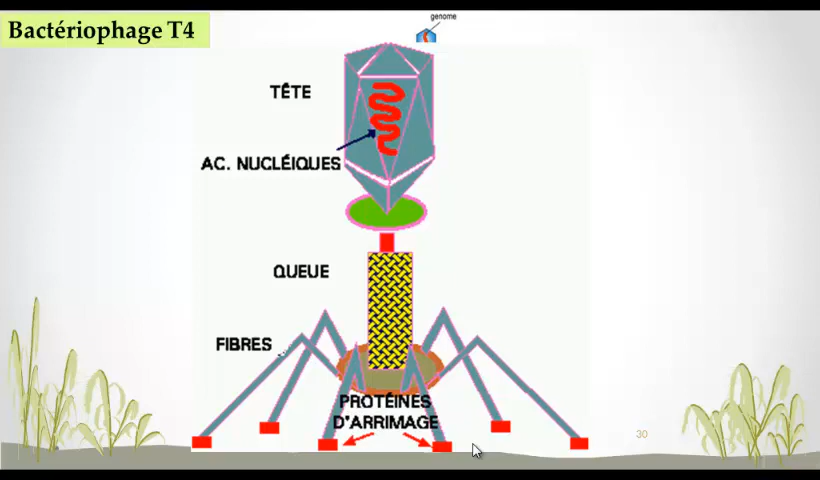 Bactériophage T4
genome
TÊTE
AC. NUCLÉIQUES
QUEUE
FIBRES
PROTÉINES
D'ARRIMAGE
30